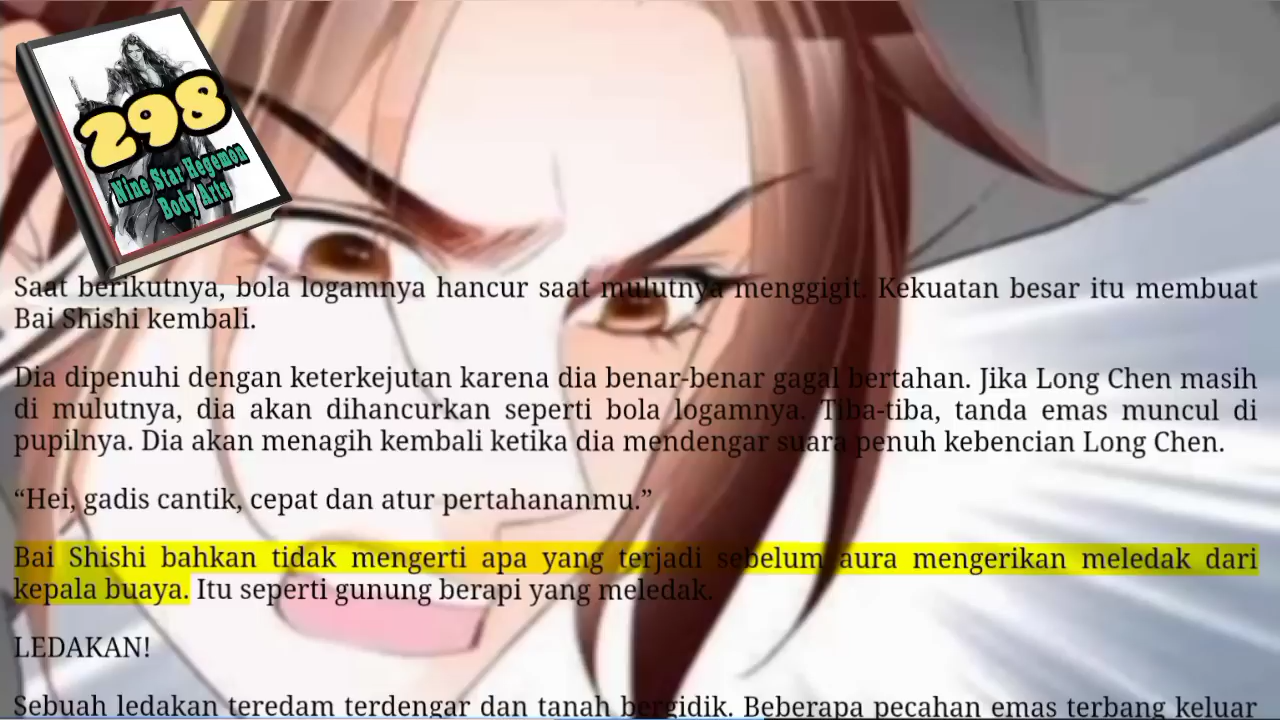 298
Nine Star Hegemon
Body Arts
Saat berikutnya, bola logamnya hancur saat mulutnya menggigit. Kekuatan besar itu membuat
Bai Shishi kembali.
Dia dipenuhi dengan keterkejutan karena dia benar-benar gagal bertahan. Jika Long Chen masih
di mulutnya, dia akan dihancurkan seperti bola logamnya. Tiba-tiba, tanda emas muncul di
pupilnya. Dia akan menagih kembali ketika dia mendengar suara penuh kebencian Long Chen.
“Hei, gadis cantik, cepat dan atur pertahananmu.”
Bai Shishi bahkan tidak mengerti apa yang terjadi sebelum aura mengerikan meledak dari
kepala buaya. Itu seperti gunung berapi yang meledak.
LEDAKAN!
Sebuah ledakan teredam terdengar dan tanah bergidik. Beberapa pecahan emas terbang keluar